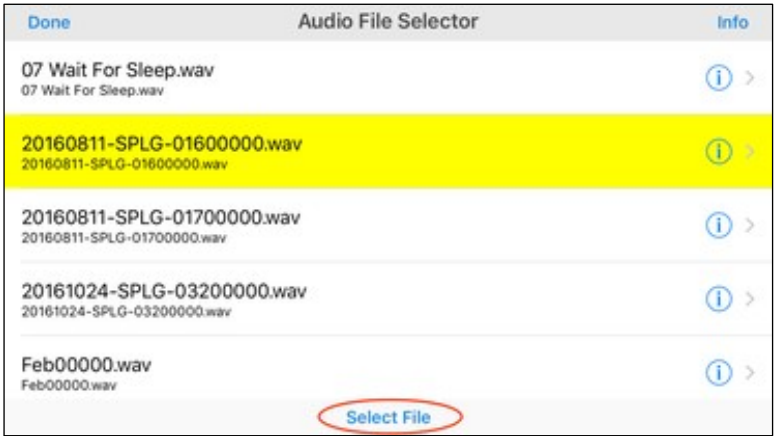 Done Audio File Selector Info
07 Wait For Sleep.wav
07 Wait For Sleep.wav
20160811-SPLG-01600000.wav
20160811-SPLG-01600000.wav
20160811-SPLG-01700000.wav
20160811-SPLG-01700000.wav
20161024-SPLG-03200000.wav
20161024-SPLG-03200000.wav
Feb00000.wav
Feb00000.wav
Select File